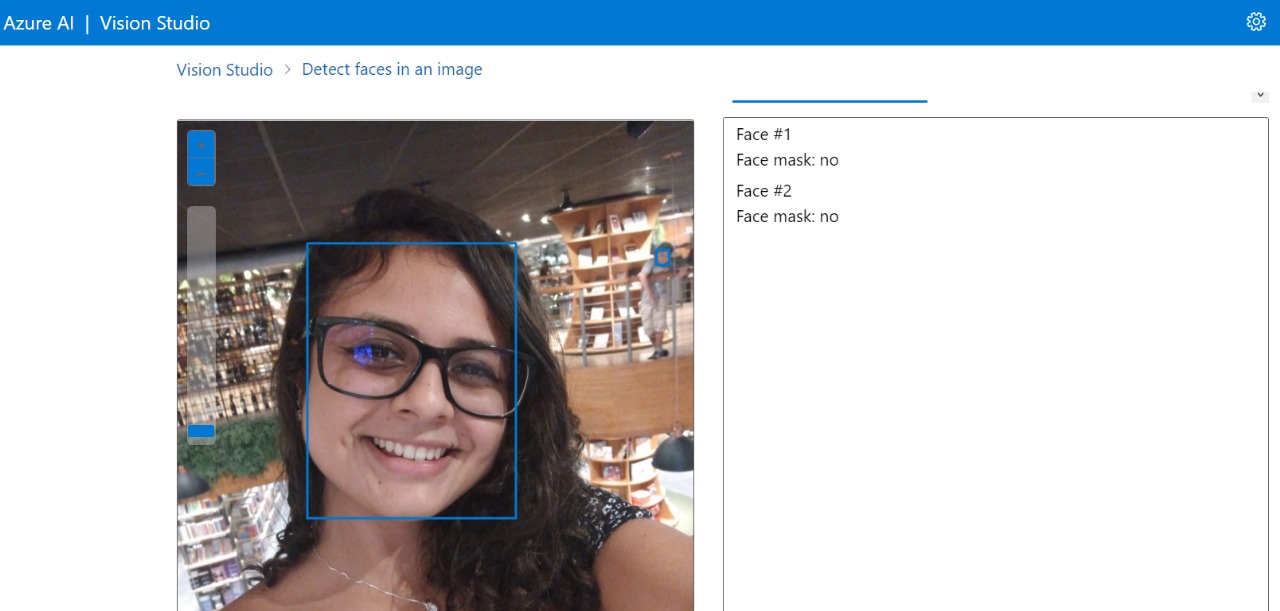 Azure AI | Vision Studio
Vision Studio > Detect faces in an image
Face #1
Face mask: no
Face #2
Face mask: no